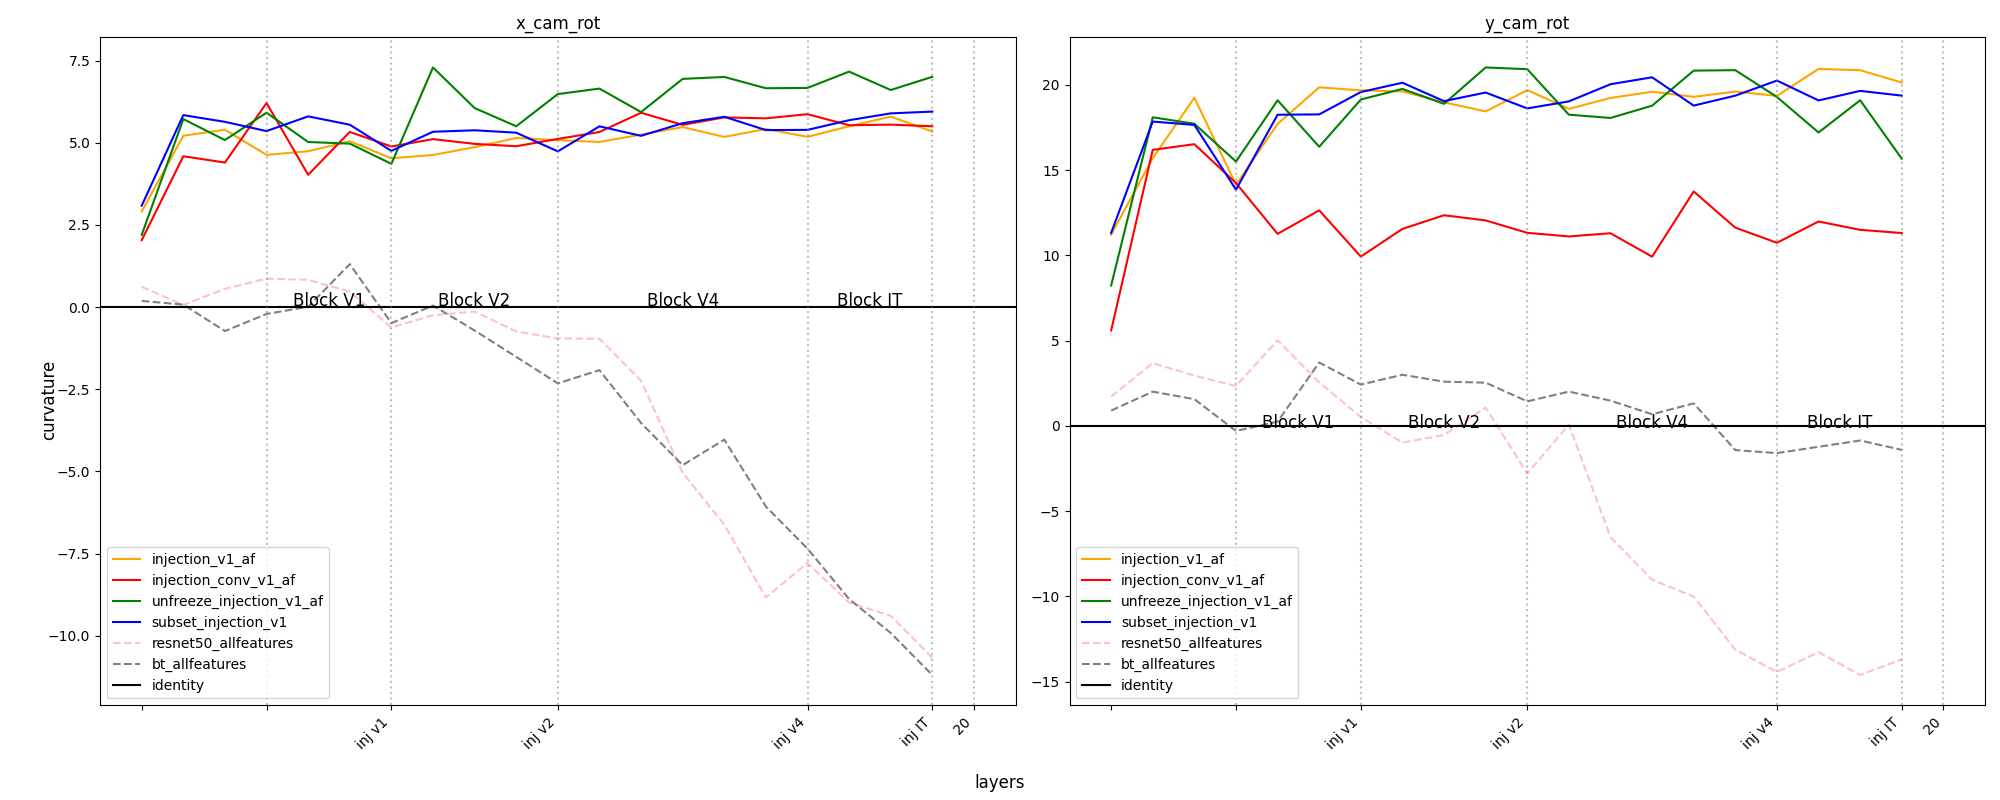 x_cam_rot
7.5
5.0
2.5
0.0
−2.5
−5.0
−7.5
−10.0
curvature
Block V1
Block V2
Block V4
Block IT
injection_v1_af
injection_conv_v1_af
unfreeze_injection_v1_af
subset_injection_v1
resnet50_allfeatures
bt_allfeatures
identity
inj v1
inj v2
inj v4
inj IT
20
y_cam_rot
20
15
10
5
0
−5
−10
−15
Block V1
Block V2
Block V4
Block IT
injection_v1_af
injection_conv_v1_af
unfreeze_injection_v1_af
subset_injection_v1
resnet50_allfeatures
bt_allfeatures
identity
inj v1
inj v2
inj v4
inj IT
20
layers